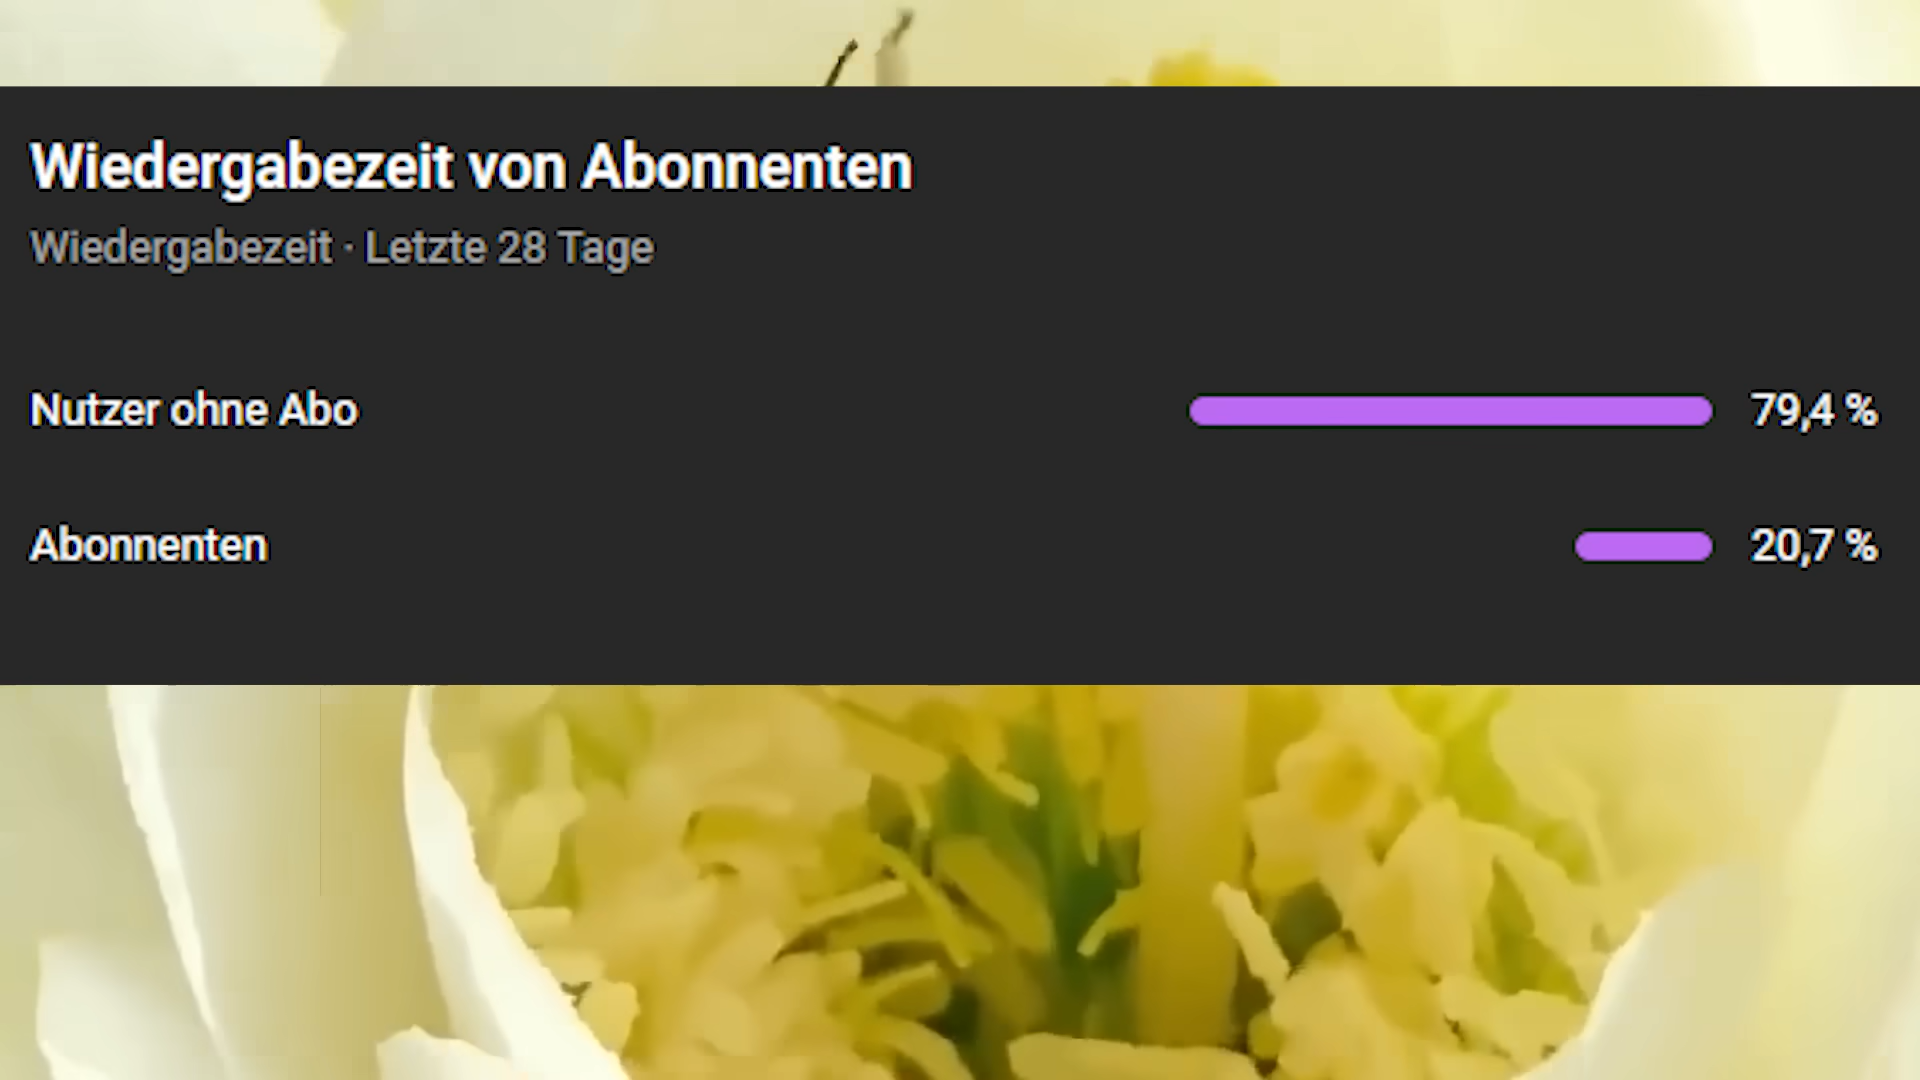 Wiedergabezeit von Abonnenten
Wiedergabezeit · Letzte 28 Tage
Nutzer ohne Abo 79,4 %
Abonnenten 20,7 %